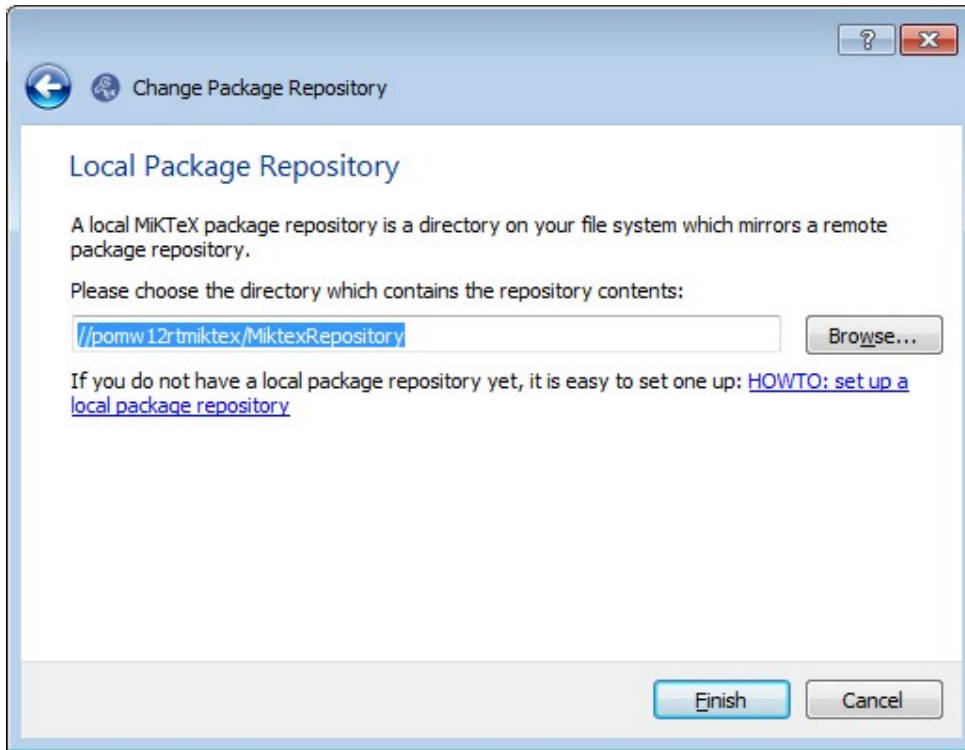 ?
Change Package Repository
Local Package Repository
A local MiKTeX package repository is a directory on your file system which mirrors a remote
package repository.
Please choose the directory which contains the repository contents:
//pomw12rtmiktex/MiktexRepository
Browse...
If you do not have a local package repository yet, it is easy to set one up: HOWTO: set up a
local package repository
Finish
Cancel